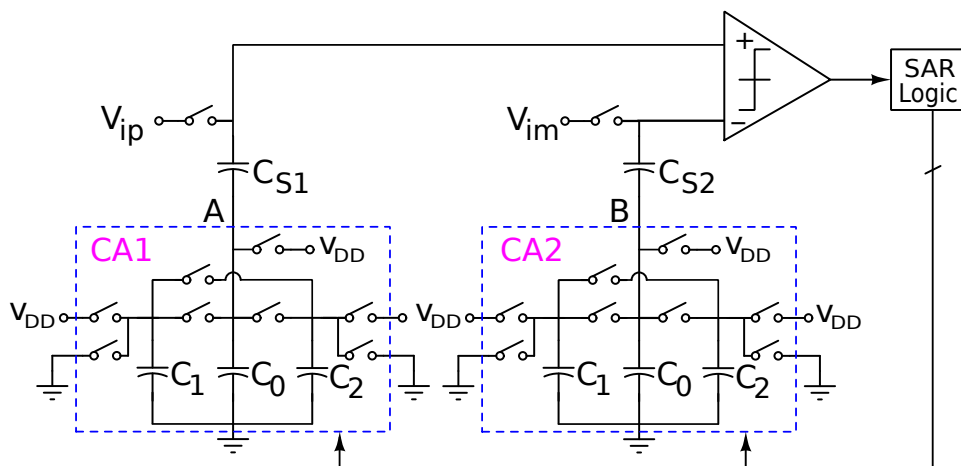 +
SAR
Logic
Vip
Vim
−
CS1
CS2
A
B
CA1
VDD
CA2
VDD
VDD
VDD
VDD
VDD
C1
C0
C2
C1
C0
C2